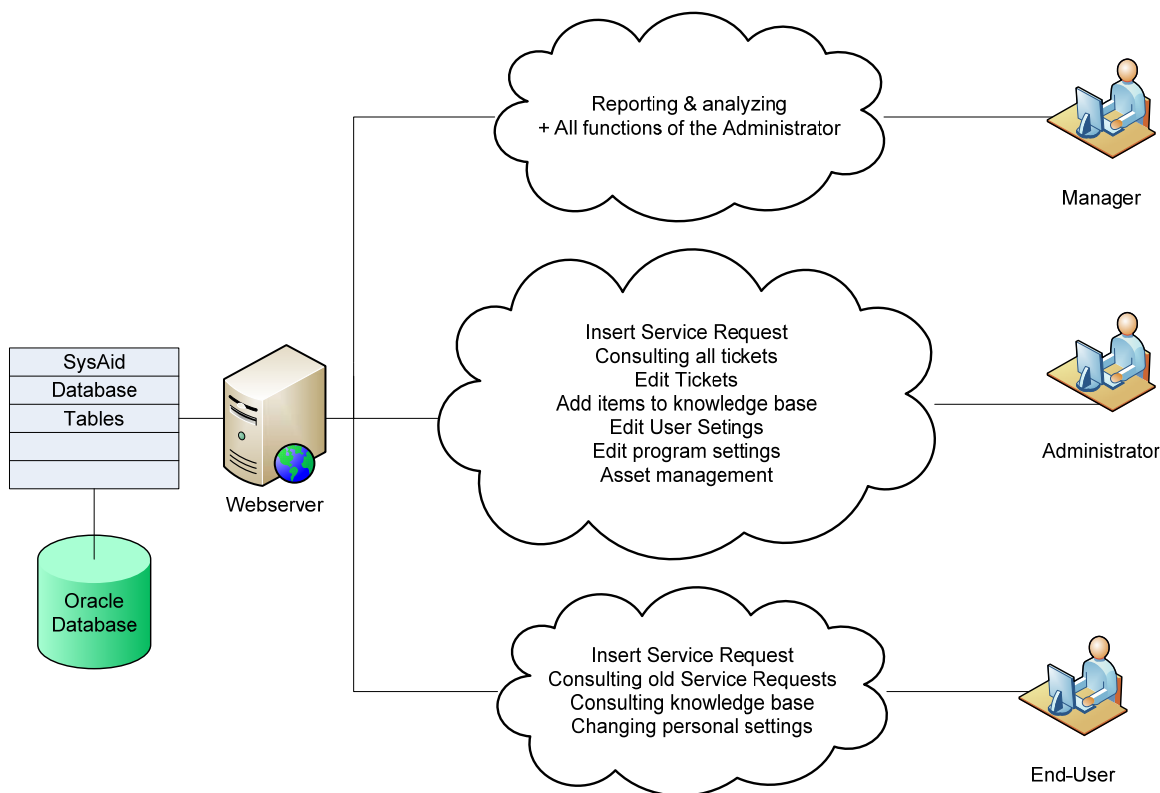 Reporting & analyzing
+ All functions of the Administrator
Manager
Insert Service Request
Consulting all tickets
Edit Tickets
Add items to knowledge base
Edit User Setings
Edit program settings
Asset management
Administrator
SysAid
Database
Tables
Webserver
Oracle
Database
Insert Service Request
Consulting old Service Requests
Consulting knowledge base
Changing personal settings
End-User